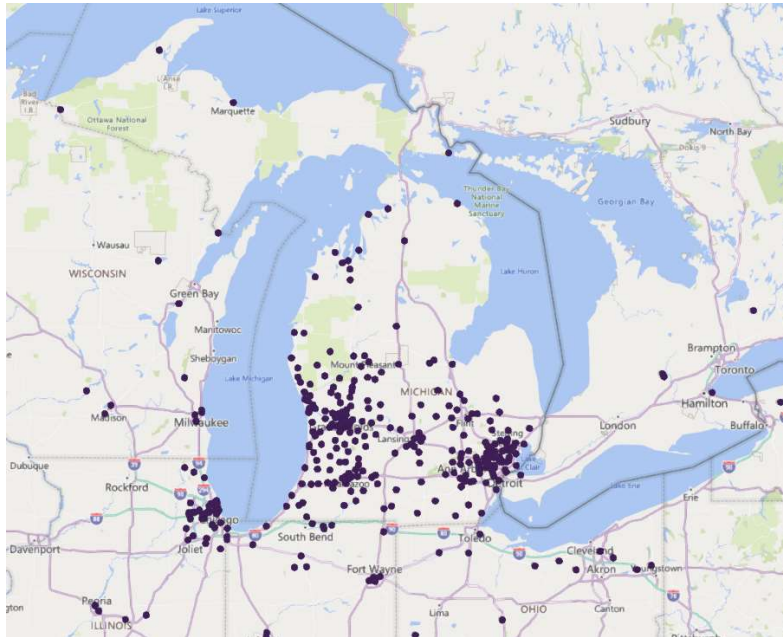 Lake Superior
L'Anse
I.R.
Bad
River
I.R.
Ottawa National
Forest
Marquette
Sudbury
North Bay
Thunder Bay
National
Marine
Sanctuary
Georgian Bay
Wausau
WISCONSIN
Lake Huron
Green Bay
Manitowoc
Sheboygan
Lake Michigan
Mount Pleasant
MICHIGAN
Brampton
Toronto
Madison
Milwaukee
Flint
Sterling
Hamilton
London
Buffalo
Lansing
Dubuque
Rockford
Detroit
Lake Erie
Erie
Davenport
Joliet
South Bend
Toledo
Cleveland
Fort Wayne
Akron
Youngstown
Peoria
Lima
OHIO
Canton
ILLINOIS